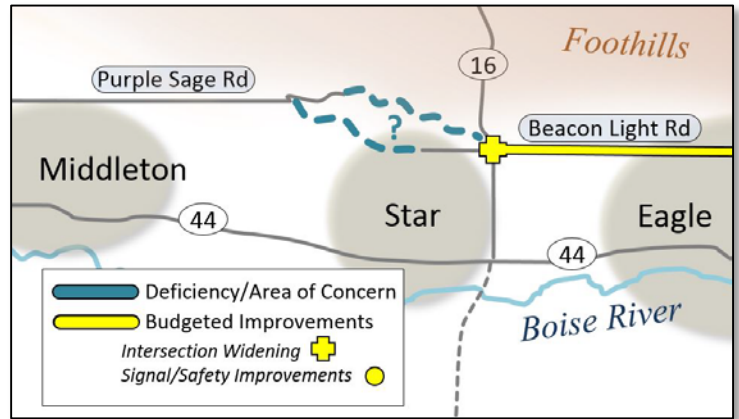 Foothills
16
Purple Sage Rd
?
Beacon Light Rd
Middleton
Star
Eagle
44
44
Deficiency/Area of Concern
Budgeted Improvements
Intersection Widening
Signal/Safety Improvements
Boise River